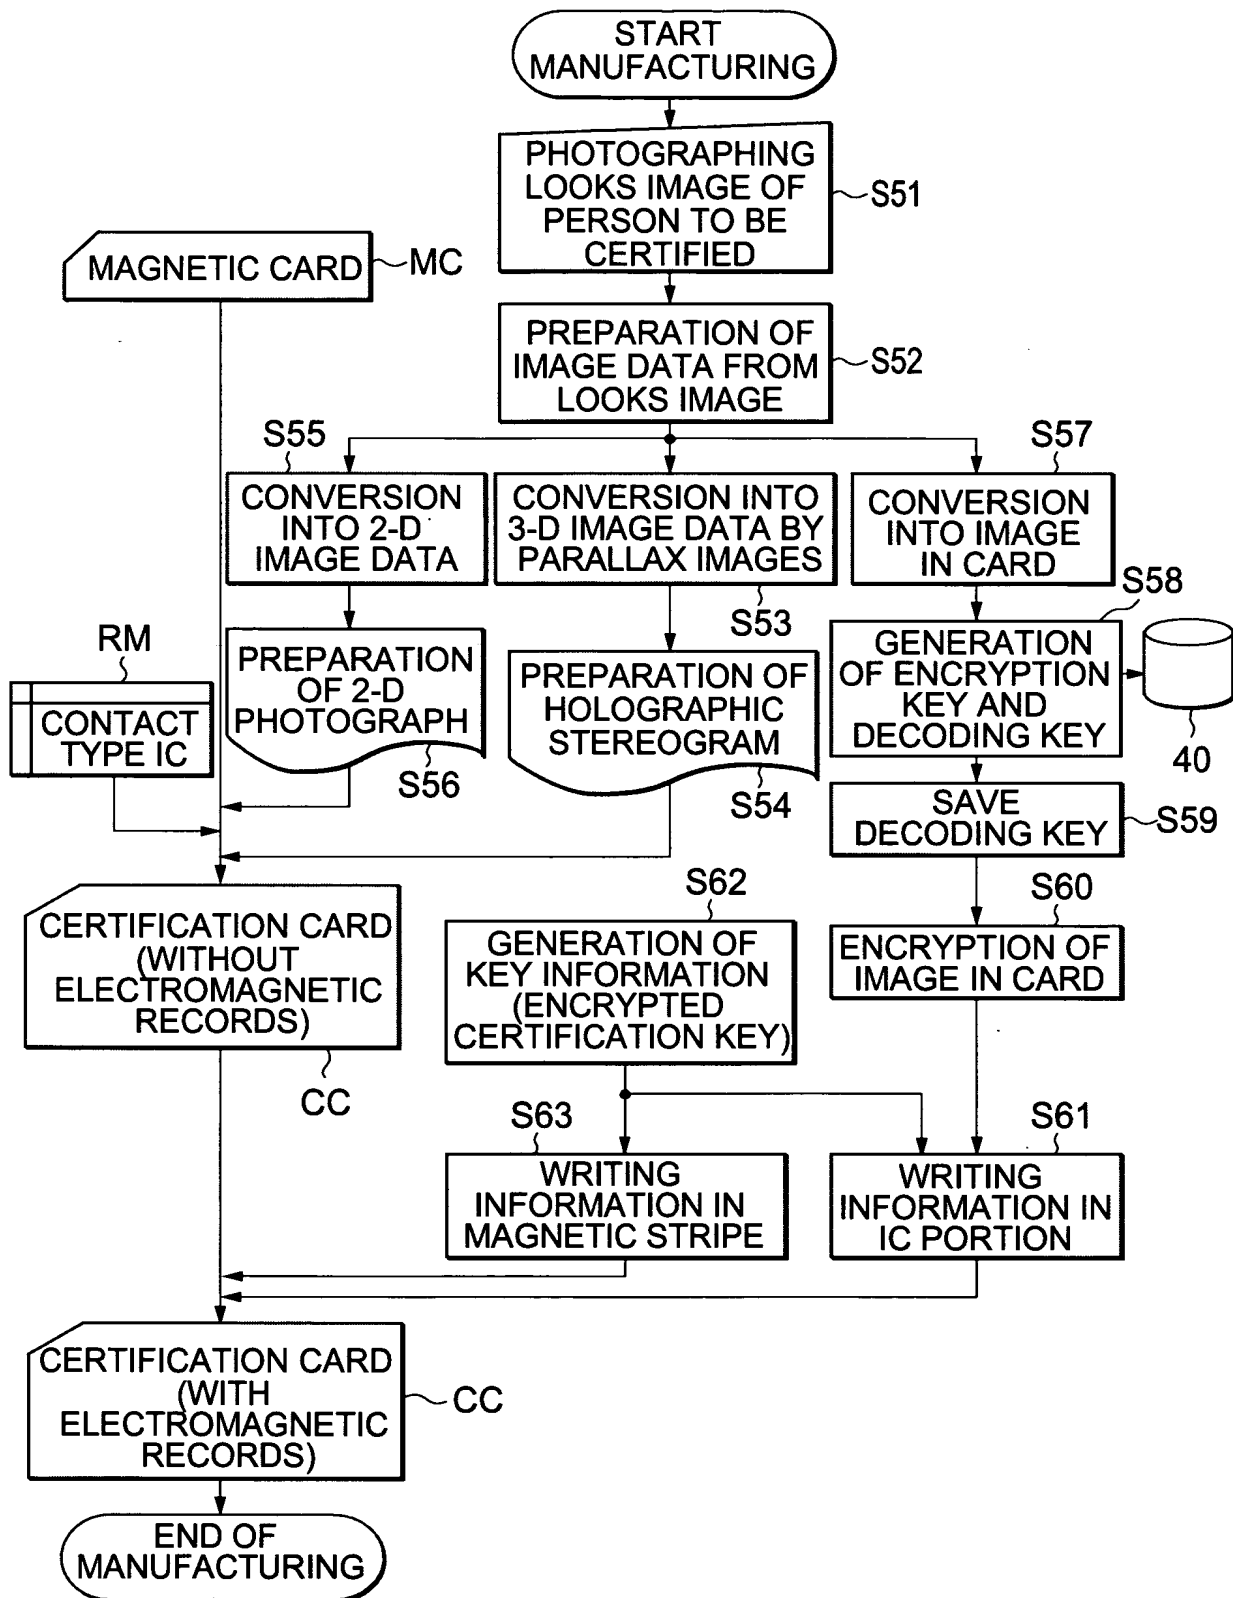 START
MANUFACTURING
PHOTOGRAPHING
LOOKS IMAGE OF
PERSON TO BE
CERTIFIED
S51
MAGNETIC CARD
MC
PREPARATION OF
IMAGE DATA FROM
LOOKS IMAGE
S52
S55
CONVERSION
INTO 2-D
IMAGE DATA
CONVERSION INTO
3-D IMAGE DATA BY
PARALLAX IMAGES
S53
S57
CONVERSION
INTO IMAGE
IN CARD
RM
CONTACT
TYPE IC
PREPARATION
OF 2-D
PHOTOGRAPH
S56
PREPARATION OF
HOLOGRAPHIC
STEREOGRAM
S54
S58
GENERATION
OF ENCRYPTION
KEY AND
DECODING KEY
40
SAVE
DECODING KEY
S59
CERTIFICATION CARD
(WITHOUT
ELECTROMAGNETIC
RECORDS)
CC
S62
GENERATION OF
KEY INFORMATION
(ENCRYPTED
CERTIFICATION KEY)
S60
ENCRYPTION OF
IMAGE IN CARD
S63
WRITING
INFORMATION IN
MAGNETIC STRIPE
S61
WRITING
INFORMATION IN
IC PORTION
CERTIFICATION CARD
(WITH
ELECTROMAGNETIC
RECORDS)
CC
END OF
MANUFACTURING